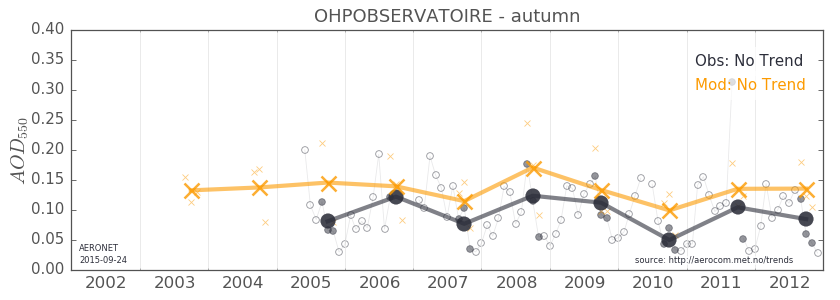 OHPOBSERVATOIRE - autumn
0.40
0.35
0.30
0.25
0.20
0.15
0.10
0.05
0.00
AOD550
Obs: No Trend
Mod: No Trend
AERONET
2015-09-24
source: http://aerocom.met.no/trends
2002 2003 2004 2005 2006 2007 2008 2009 2010 2011 2012